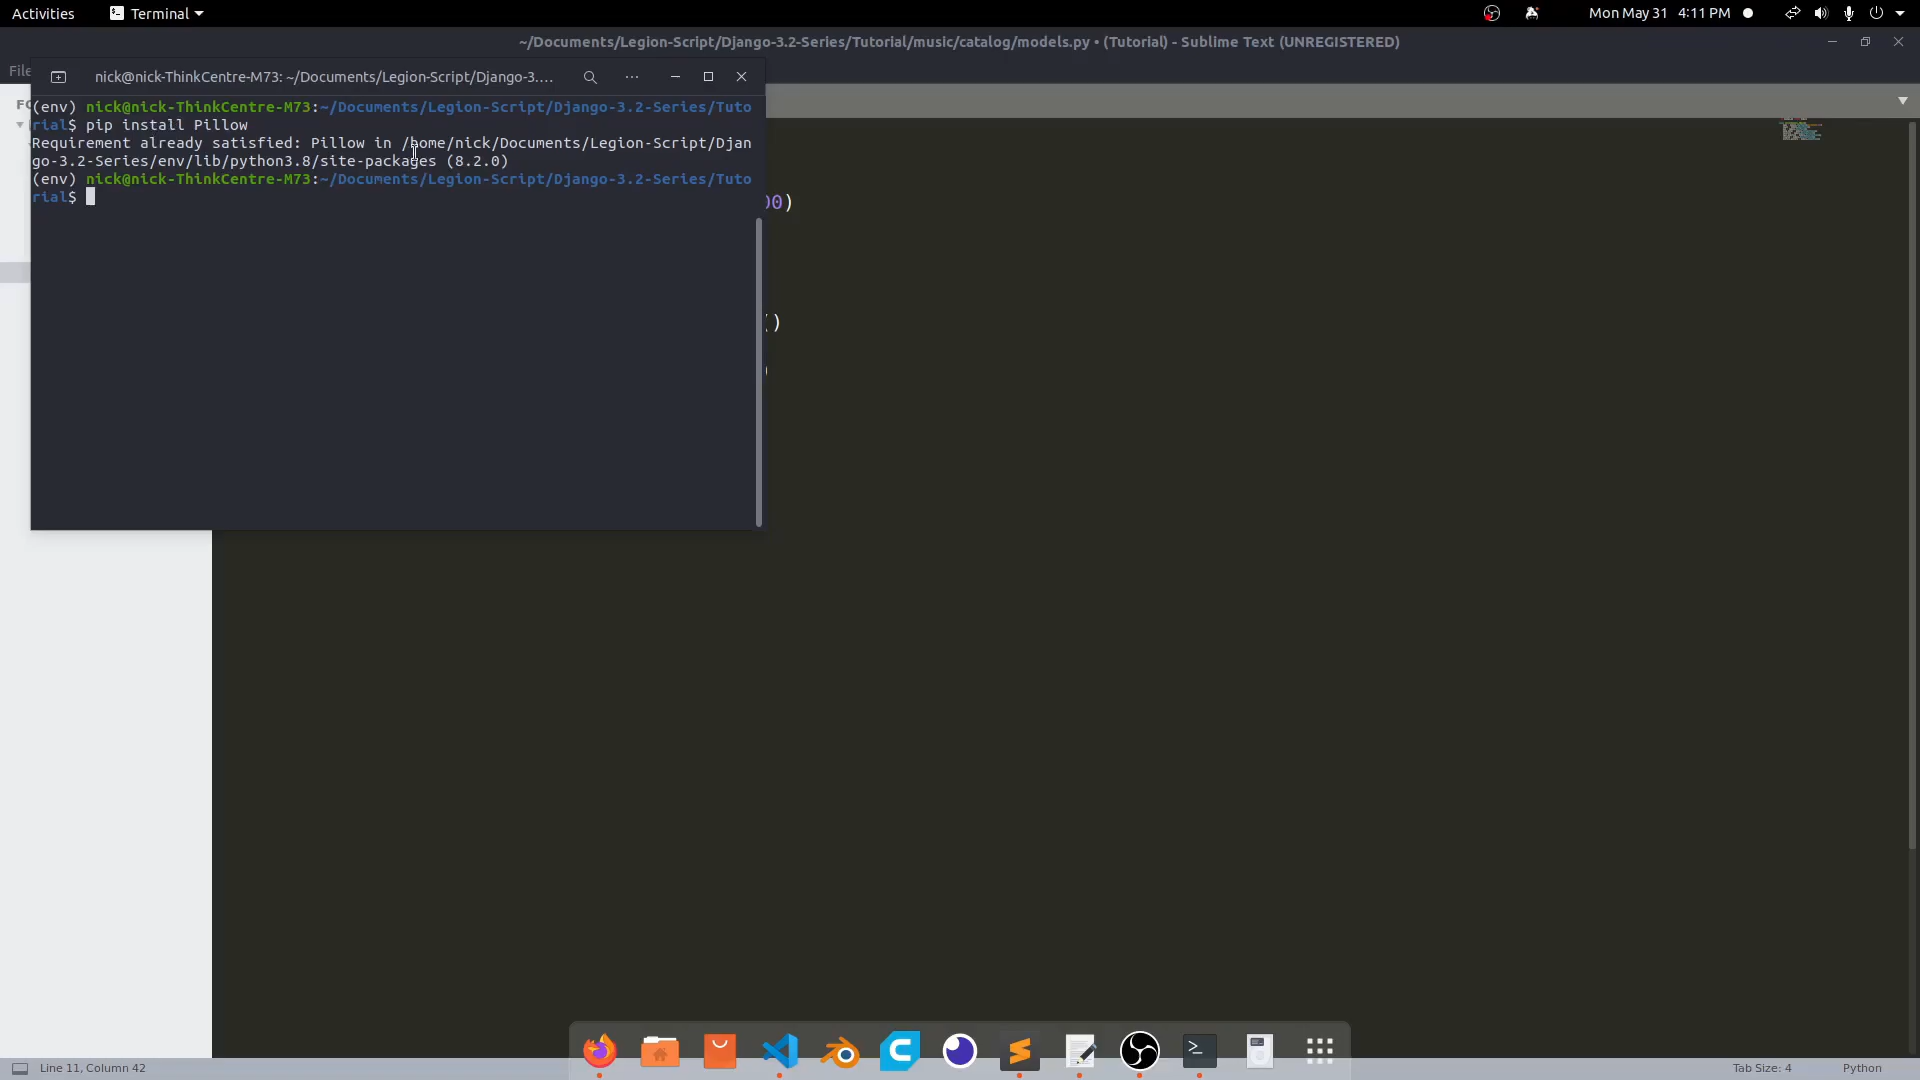 Activities Terminal Mon May 31 4:11 PM
~/Documents/Legion-Script/Django-3.2-Series/Tutorial/music/catalog/models.py • (Tutorial) - Sublime Text (UNREGISTERED)
File
nick@nick-ThinkCentre-M73: ~/Documents/Legion-Script/Django-3....
(env) nick@nick-ThinkCentre-M73:~/Documents/Legion-Script/Django-3.2-Series/Tuto
rial$ pip install Pillow
Requirement already satisfied: Pillow in /home/nick/Documents/Legion-Script/Djan
go-3.2-Series/env/lib/python3.8/site-packages (8.2.0)
(env) nick@nick-ThinkCentre-M73:~/Documents/Legion-Script/Django-3.2-Series/Tuto
rial$
00)
()
)
Line 11, Column 42 Tab Size: 4 Python